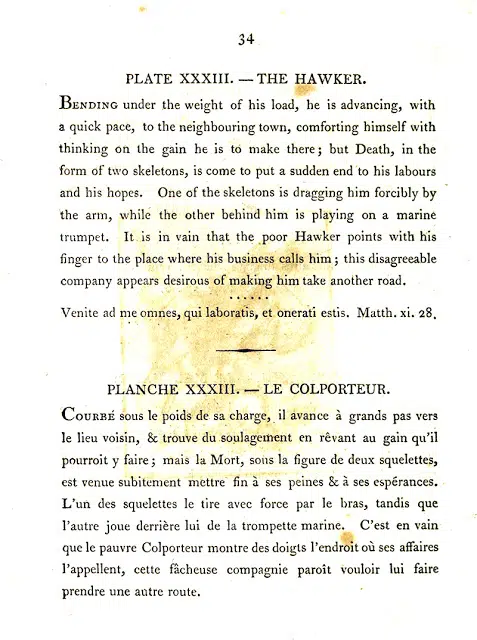 34
PLATE XXXIII. — THE HAWKER.
BENDING under the weight of his load, he is advancing, with
a quick pace, to the neighbouring town, comforting himself with
thinking on the gain he is to make there; but Death, in the
form of two skeletons, is come to put a sudden end to his labours
and his hopes. One of the skeletons is dragging him forcibly by
the arm, while the other behind him is playing on a marine
trumpet. It is in vain that the poor Hawker points with his
finger to the place where his business calls him; this disagreeable
company appears desirous of making him take another road.
......
Venite ad me omnes, qui laboratis, et onerati estis. Matth. xi. 28.
PLANCHE XXXIII. — LE COLPORTEUR.
COURBÉ sous le poids de sa charge, il avance à grands pas vers
le lieu voisin, & trouve du soulagement en rêvant au gain qu'il
pourroit y faire; mais la Mort, sous la figure de deux squelettes,
est venue subitement mettre fin à ses peines & à ses espérances.
L'un des squelettes le tire avec force par le bras, tandis que
l'autre joue derrière lui de la trompette marine. C'est en vain
que le pauvre Colporteur montre des doigts l'endroit où ses affaires
l'appellent, cette fâcheuse compagnie paroît vouloir lui faire
prendre une autre route.